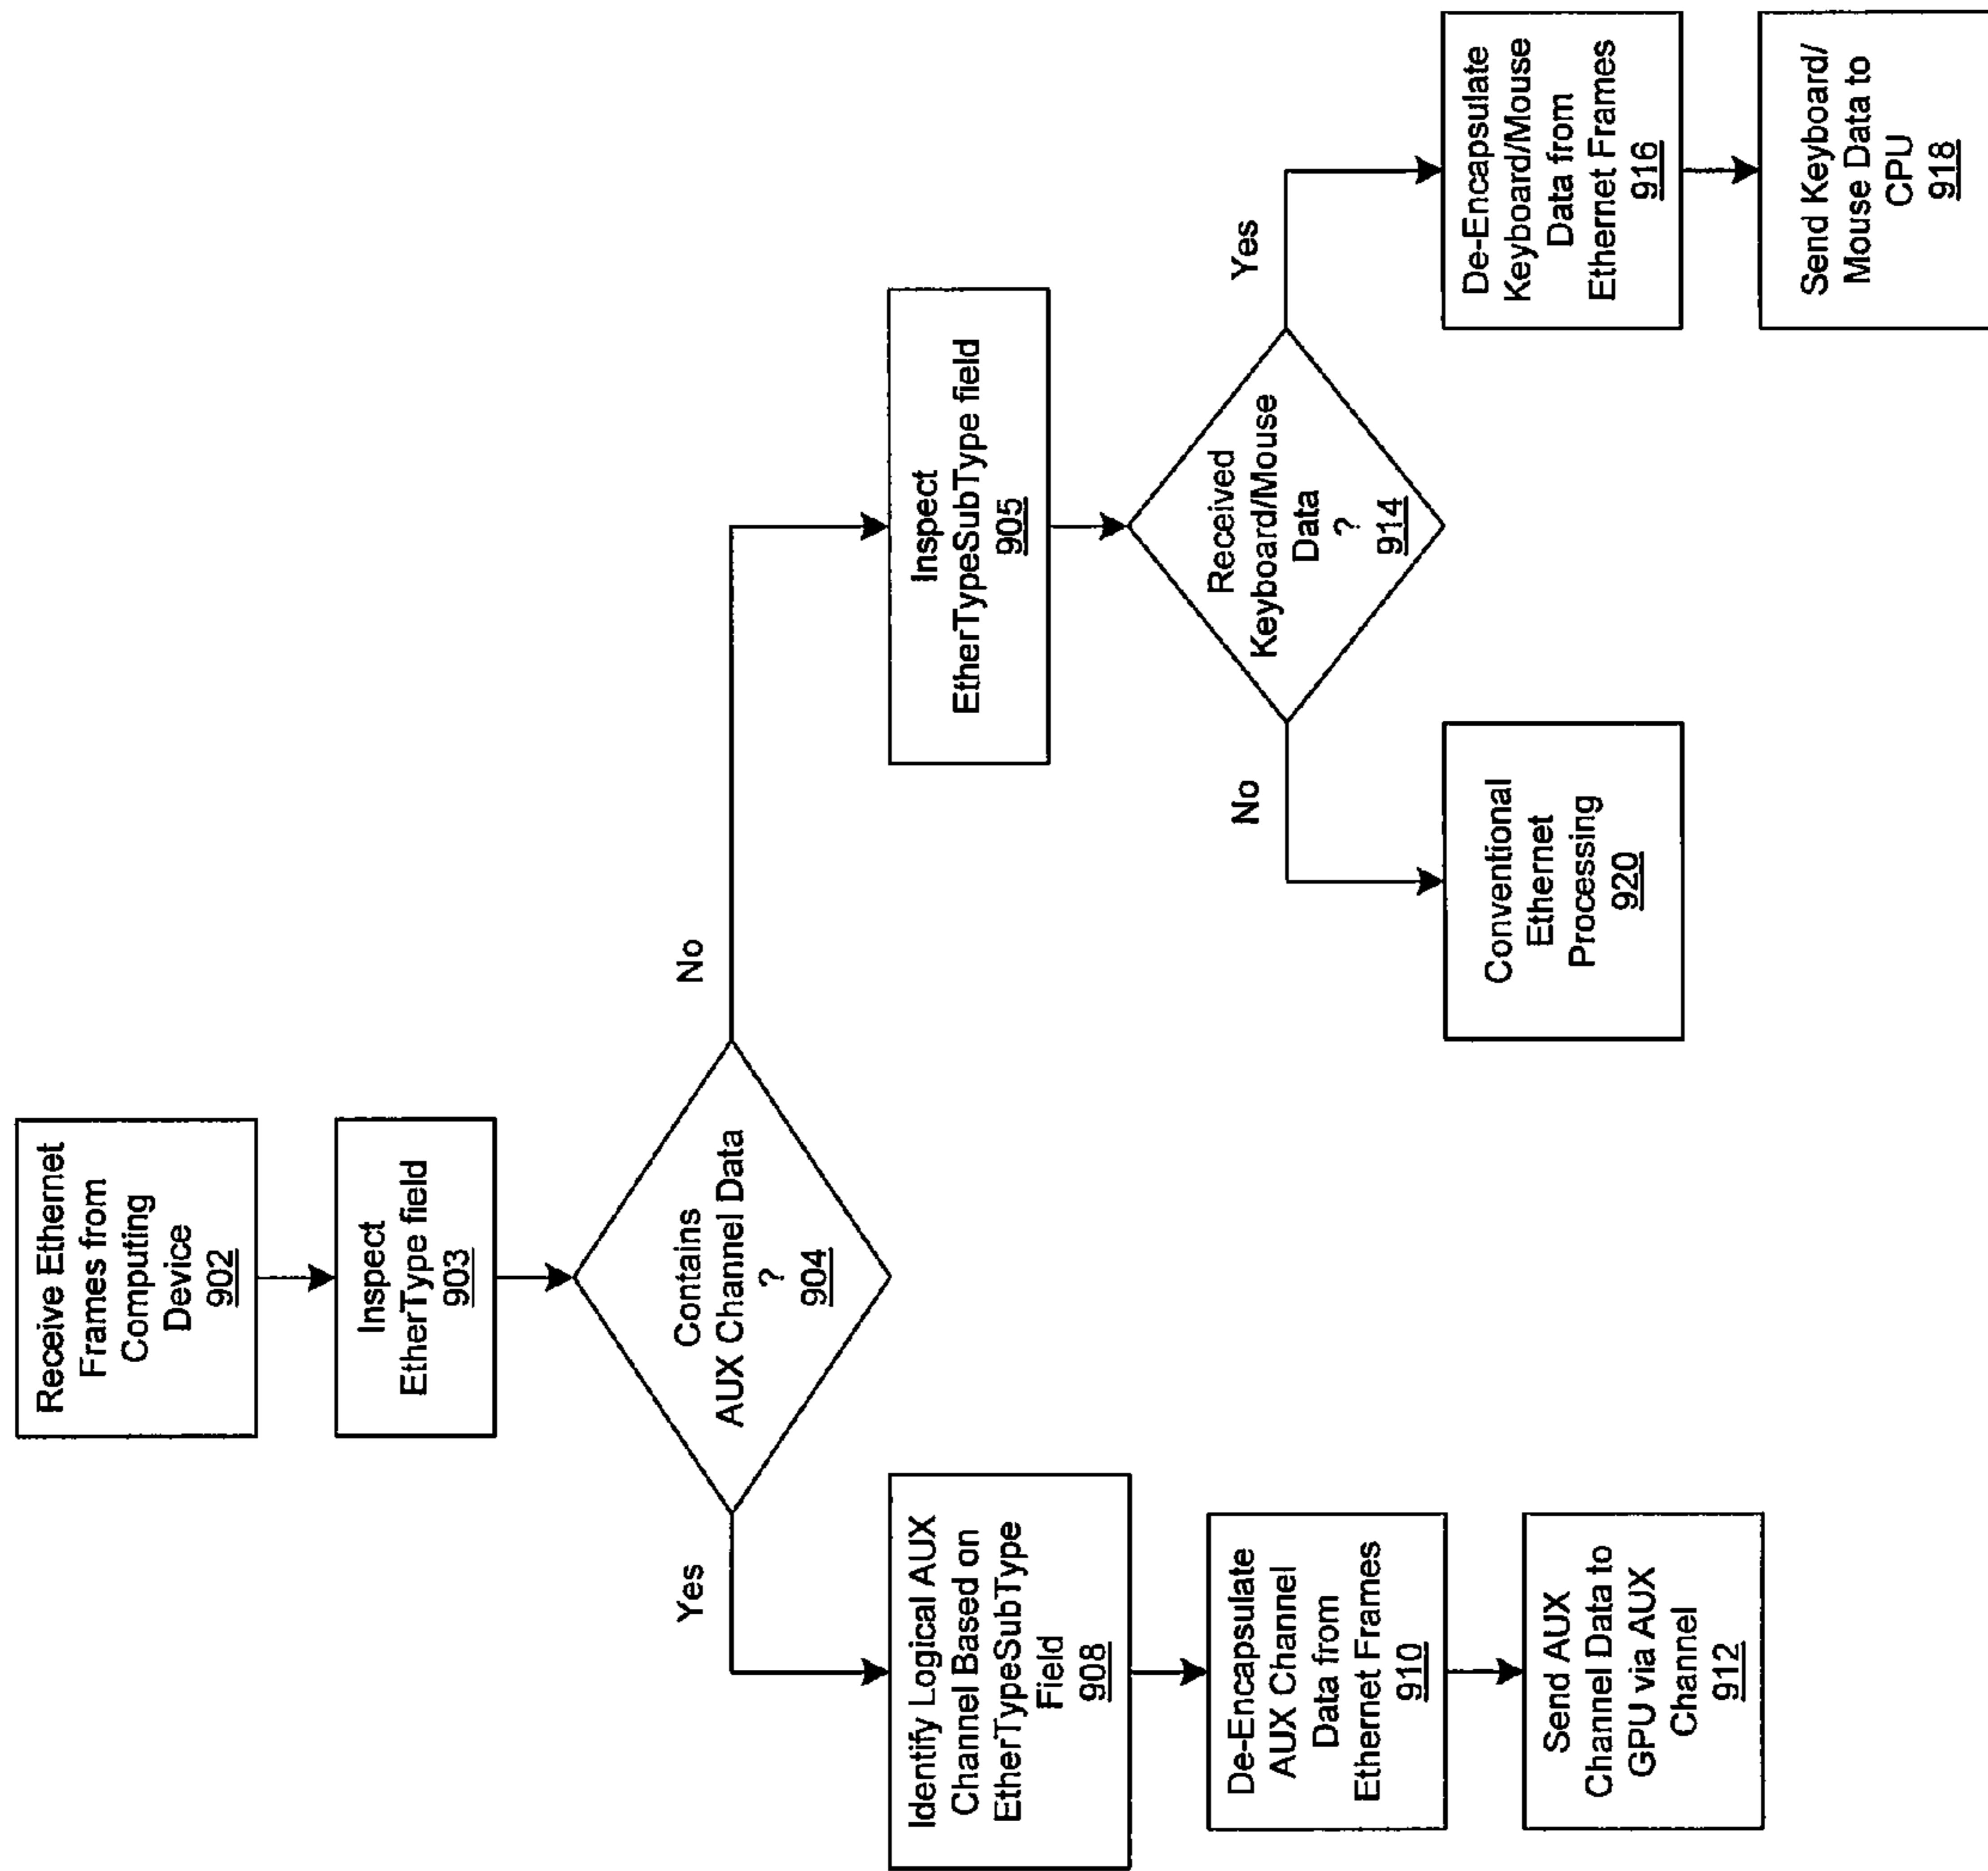 Receive Ethernet
Frames from
Computing
Device
902
Inspect
EtherType field
903
Contains
AUX Channel Data
?
904
Yes
No
Identify Logical AUX
Channel Based on
EtherTypeSubType
Field
908
De-Encapsulate
AUX Channel
Data from
Ethernet Frames
910
Send AUX
Channel Data to
GPU via AUX
Channel
912
Inspect
EtherTypeSubType field
905
Received
Keyboard/Mouse
Data
?
914
No
Yes
Conventional
Ethernet
Processing
920
De-Encapsulate
Keyboard/Mouse
Data from
Ethernet Frames
916
Send Keyboard/
Mouse Data to
CPU
918